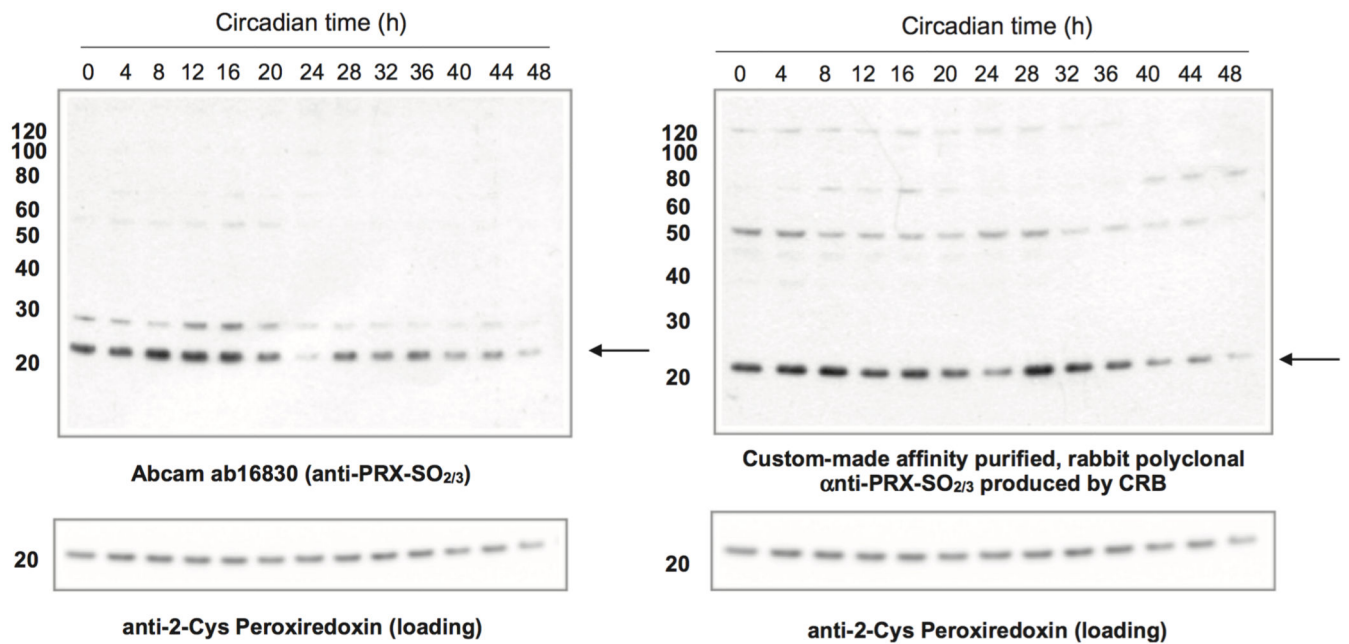 Circadian time (h)
0 4 8 12 16 20 24 28 32 36 40 44 48
120
100
80
60
50
40
30
20
Abcam ab16830 (anti-PRX-SO2/3)
20
anti-2-Cys Peroxiredoxin (loading)
Circadian time (h)
0 4 8 12 16 20 24 28 32 36 40 44 48
120
100
80
60
50
40
30
20
Custom-made affinity purified, rabbit polyclonal
αnti-PRX-SO2/3 produced by CRB
20
anti-2-Cys Peroxiredoxin (loading)